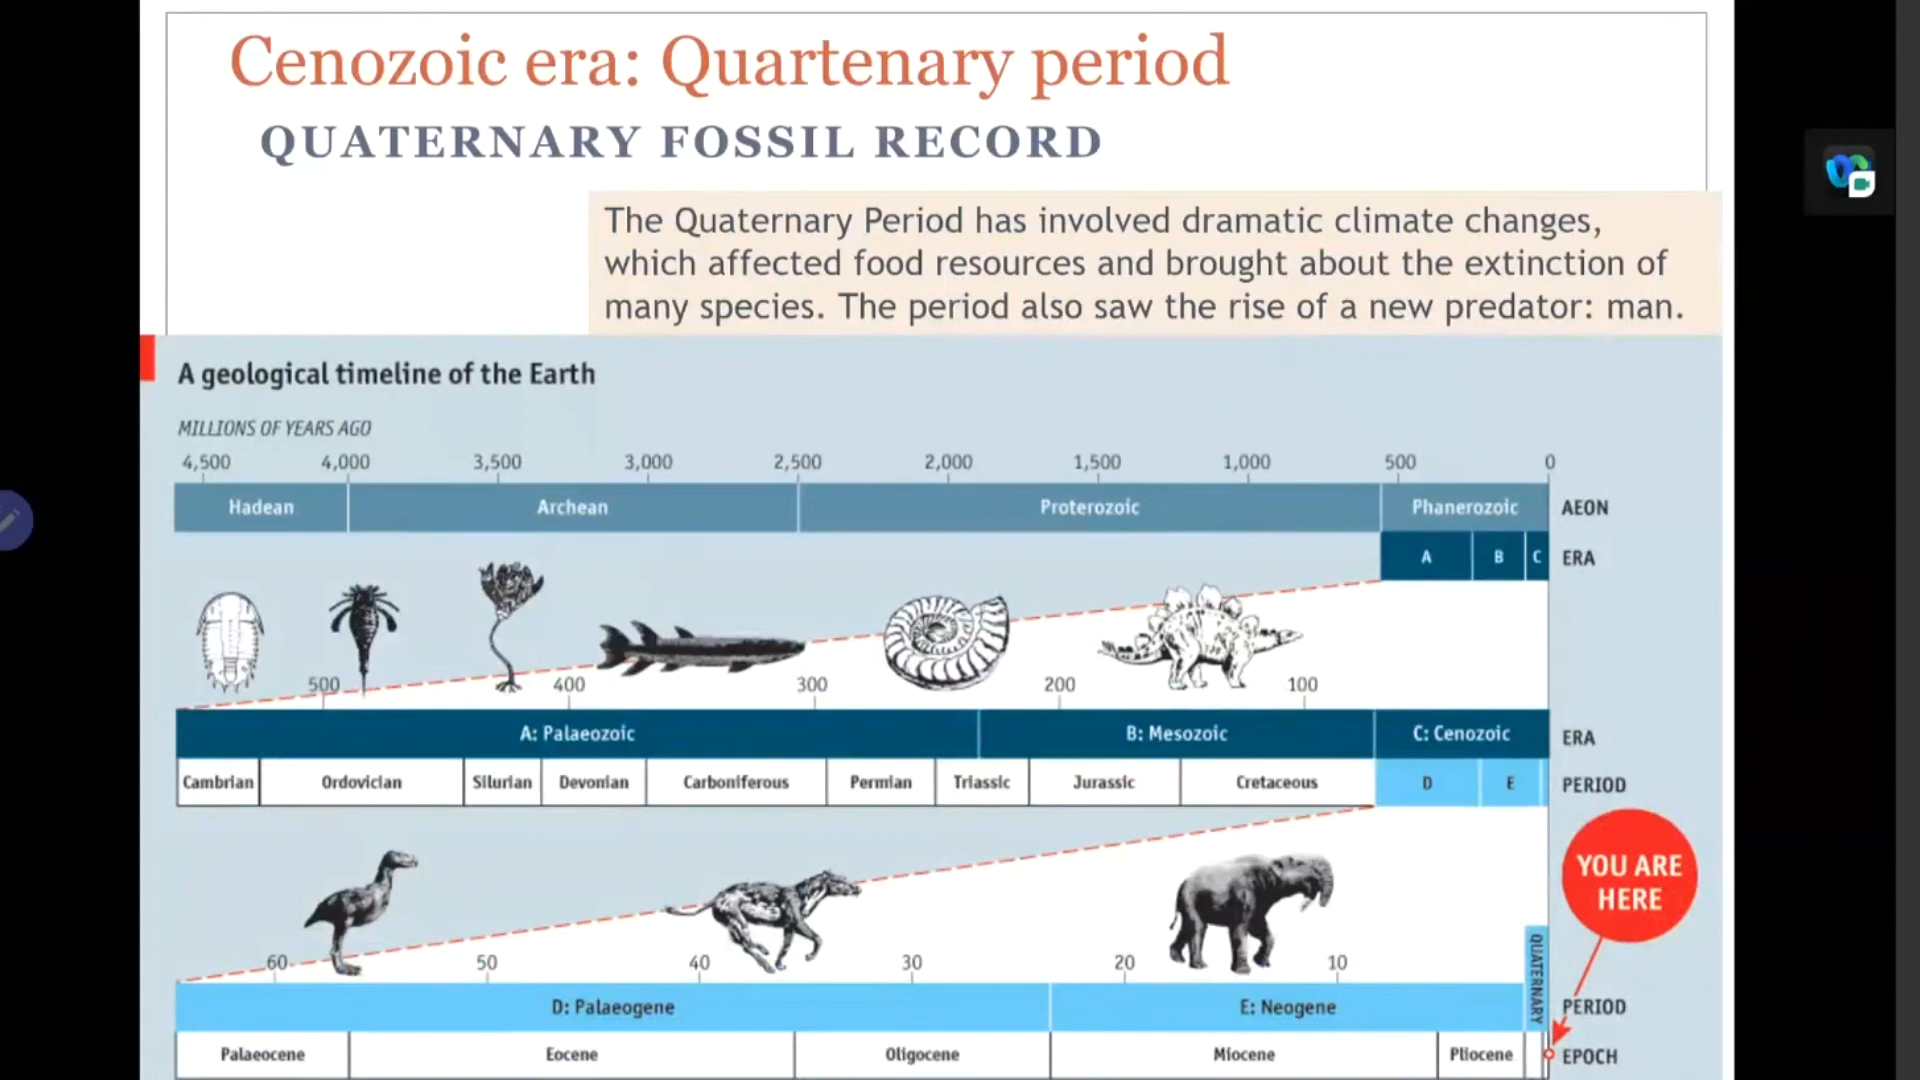 Cenozoic era: Quartenary period
QUATERNARY FOSSIL RECORD
The Quaternary Period has involved dramatic climate changes,
which affected food resources and brought about the extinction of
many species. The period also saw the rise of a new predator: man.
A geological timeline of the Earth
MILLIONS OF YEARS AGO
4,500 4,000 3,500 3,000 2,500 2,000 1,500 1,000 500 0
Hadean Archean Proterozoic Phanerozoic AEON
A B C ERA
500 400 300 200 100
A: Palaeozoic B: Mesozoic C: Cenozoic ERA
Cambrian Ordovician Silurian Devonian Carboniferous Permian Triassic Jurassic Cretaceous D E PERIOD
YOU ARE
HERE
60 50 40 30 20 10
D: Palaeogene E: Neogene QUATERNARY PERIOD
Palaeocene Eocene Oligocene Miocene Pliocene EPOCH